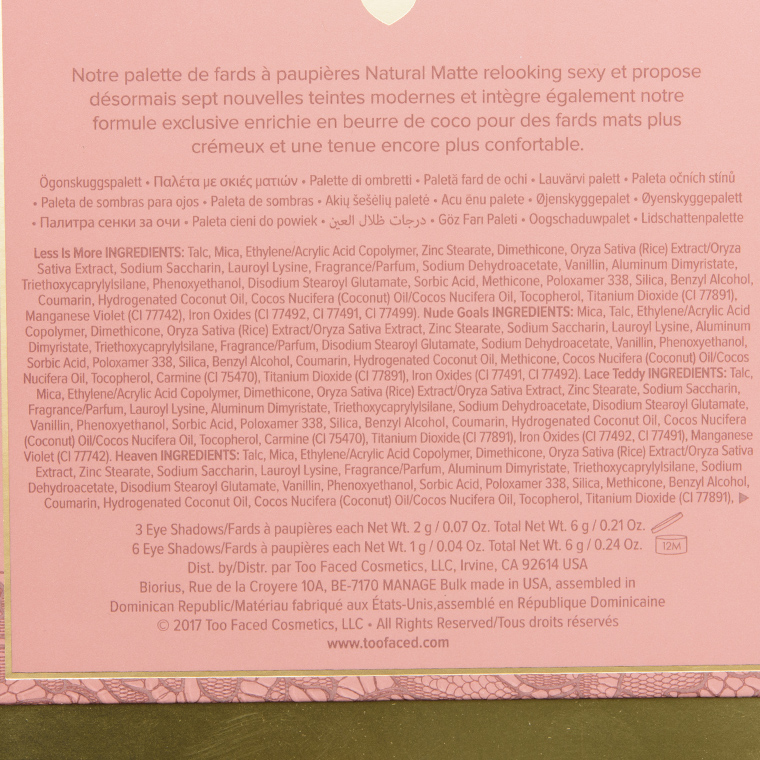 Notre palette de fards à paupières Natural Matte relooking sexy et propose
désormais sept nouvelles teintes modernes et intègre également notre
formule exclusive enrichie en beurre de coco pour des fards mats plus
crémeux et une tenue encore plus confortable.
Ögonskuggspalett • Παλέτα με σκιές ματιών • Palette di ombretti • Paletă fard de ochi • Lauvärvi palett • Paleta očních stínů
• Paleta de sombras para ojos • Paleta de sombras • Akių šešėlių paletė • Acu ēnu palete • Øjenskyggepalet • Øyenskyggepalett
• Палитра сенки за очи • Paleta cieni do powiek • درجات ظلال العين • Göz Fan Paleti • Oogschaduwpalet • Lidschattenpalette
Less Is More INGREDIENTS: Talc, Mica, Ethylene/Acrylic Acid Copolymer, Zinc Stearate, Dimethicone, Oryza Sativa (Rice) Extract/Oryza
Sativa Extract, Sodium Saccharin, Lauroyl Lysine, Fragrance/Parfum, Sodium Dehydroacetate, Vanillin, Aluminum Dimyristate,
Triethoxycaprylylsilane, Phenoxyethanol, Disodium Stearoyl Glutamate, Sorbic Acid, Methicone, Poloxamer 338, Silica, Benzyl Alcohol,
Coumarin, Hydrogenated Coconut Oil, Cocos Nucifera (Coconut) Oil/Cocos Nucifera Oil, Tocopherol, Titanium Dioxide (CI 77891),
Manganese Violet (CI 77742), Iron Oxides (CI 77492, CI 77491, CI 77499). Nude Goals INGREDIENTS: Mica, Talc, Ethylene/Acrylic Acid
Copolymer, Dimethicone, Oryza Sativa (Rice) Extract/Oryza Sativa Extract, Zinc Stearate, Sodium Saccharin, Lauroyl Lysine, Aluminum
Dimyristate, Triethoxycaprylylsilane, Fragrance/Parfum, Disodium Stearoyl Glutamate, Sodium Dehydroacetate, Vanillin, Phenoxyethanol,
Sorbic Acid, Poloxamer 338, Silica, Benzyl Alcohol, Coumarin, Hydrogenated Coconut Oil, Methicone, Cocos Nucifera (Coconut) Oil/Cocos
Nucifera Oil, Tocopherol, Carmine (CI 75470), Titanium Dioxide (CI 77891), Iron Oxides (CI 77491, CI 77492). Lace Teddy INGREDIENTS: Talc,
Mica, Ethylene/Acrylic Acid Copolymer, Dimethicone, Oryza Sativa (Rice) Extract/Oryza Sativa Extract, Zinc Stearate, Sodium Saccharin,
Fragrance/Parfum, Lauroyl Lysine, Aluminum Dimyristate, Triethoxycaprylylsilane, Sodium Dehydroacetate, Disodium Stearoyl Glutamate,
Vanillin, Phenoxyethanol, Sorbic Acid, Poloxamer 338, Silica, Benzyl Alcohol, Coumarin, Hydrogenated Coconut Oil, Cocos Nucifera
(Coconut) Oil/Cocos Nucifera Oil, Tocopherol, Carmine (CI 75470), Titanium Dioxide (CI 77891), Iron Oxides (CI 77492, CI 77491), Manganese
Violet (CI 77742). Heaven INGREDIENTS: Talc, Mica, Ethylene/Acrylic Acid Copolymer, Dimethicone, Oryza Sativa (Rice) Extract/Oryza Sativa
Extract, Zinc Stearate, Sodium Saccharin, Lauroyl Lysine, Fragrance/Parfum, Aluminum Dimyristate, Triethoxycaprylylsilane, Sodium
Dehydroacetate, Disodium Stearoyl Glutamate, Vanillin, Phenoxyethanol, Sorbic Acid, Poloxamer 338, Silica, Methicone, Benzyl Alcohol,
Coumarin, Hydrogenated Coconut Oil, Cocos Nucifera (Coconut) Oil/Cocos Nucifera Oil, Tocopherol, Titanium Dioxide (CI 77891), ▶
3 Eye Shadows/Fards à paupières each Net Wt. 2 g / 0.07 Oz. Total Net Wt. 6 g / 0.21 Oz.
6 Eye Shadows/Fards à paupières each Net Wt. 1 g / 0.04 Oz. Total Net Wt. 6 g / 0.24 Oz. 12M
Dist. by/Distr. par Too Faced Cosmetics, LLC, Irvine, CA 92614 USA
Biorius, Rue de la Croyere 10A, BE-7170 MANAGE Bulk made in USA, assembled in
Dominican Republic/Matériau fabriqué aux États-Unis,assemblé en République Dominicaine
© 2017 Too Faced Cosmetics, LLC • All Rights Reserved/Tous droits réservés
www.toofaced.com